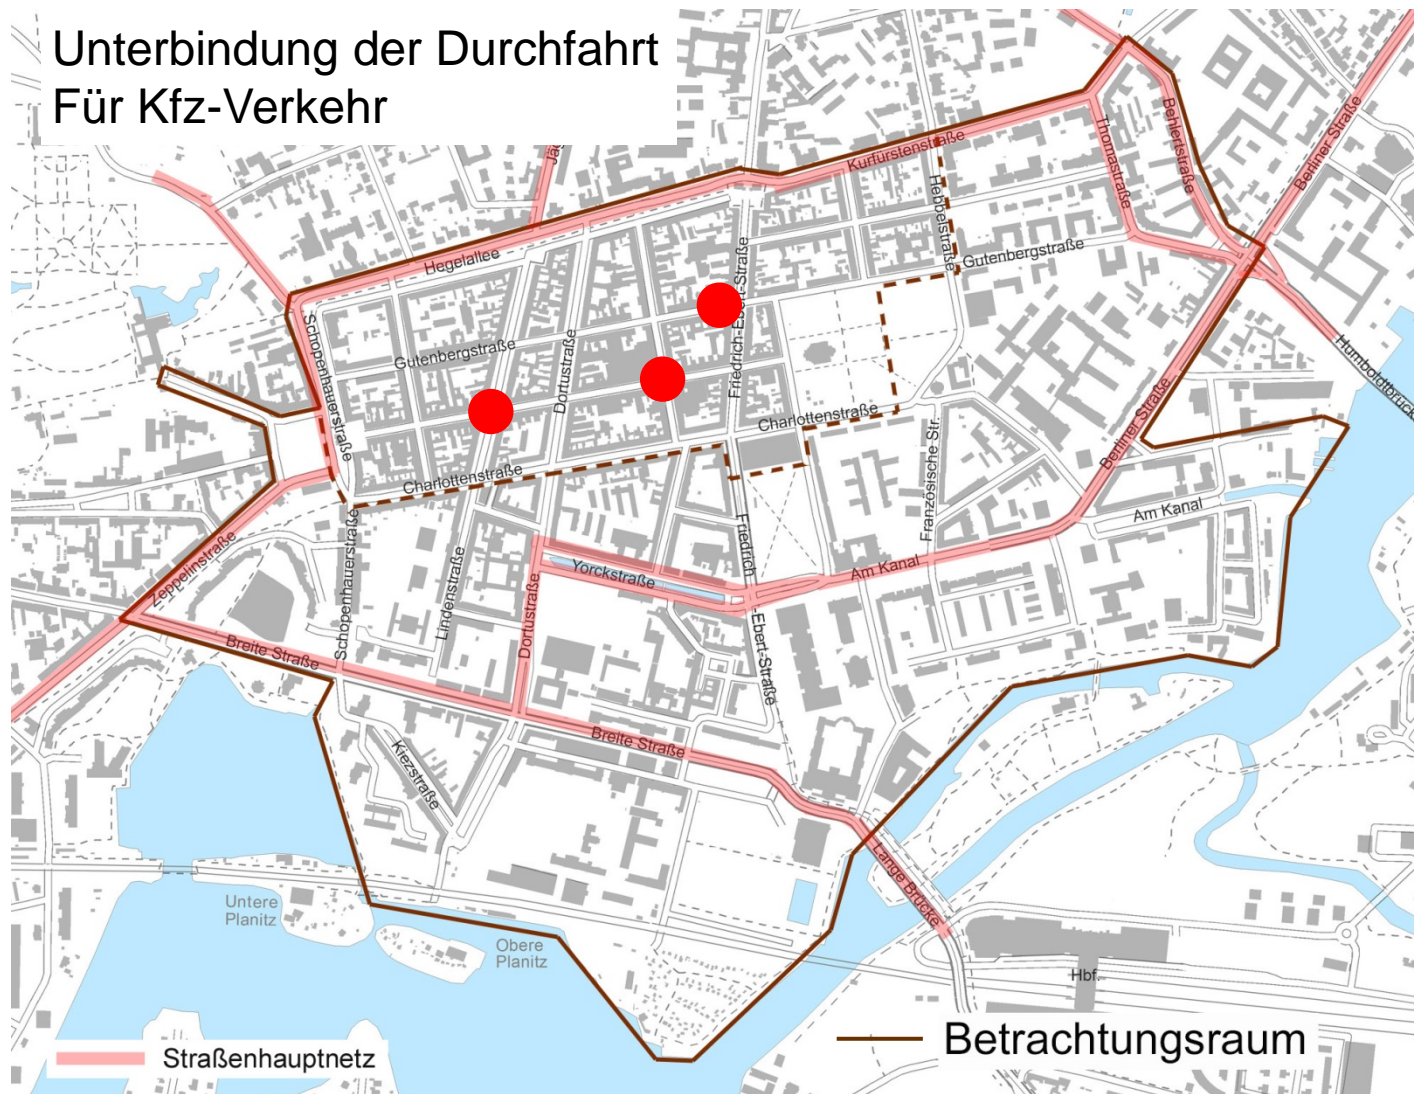 Unterbindung der Durchfahrt
Für Kfz-Verkehr
Kurfürstenstraße
Thomastraße
Behlertstraße
Berliner Straße
Hebbelstraße
Hegelallee
Gutenbergstraße
Friedrich-Ebert-Straße
Schopenhauerstraße
Gutenbergstraße
Dortustraße
Humboldtbrück
Charlottenstraße
Charlottenstraße
Französische Str.
Berliner Straße
Am Kanal
Zeppelinstraße
Schopenhauerstraße
Lindenstraße
Yorckstraße
Friedrich
-Ebert-Straße
Am Kanal
Dortustraße
Breite Straße
Breite Straße
Kiezstraße
Lange Brücke
Untere
Planitz
Obere
Planitz
Hbf.
Straßenhauptnetz
Betrachtungsraum